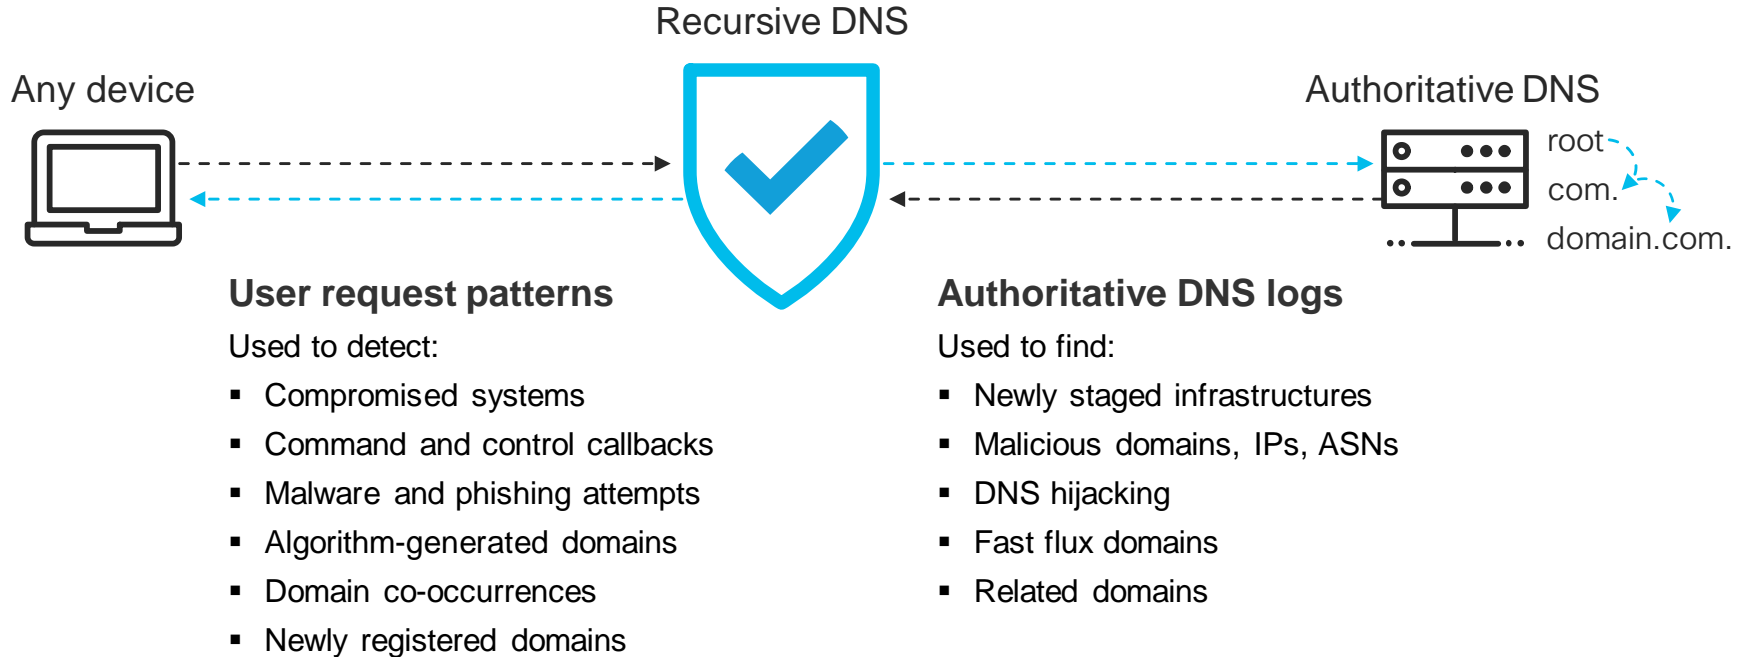 Recursive DNS
Any device
Authoritative DNS
root
com.
domain.com.
User request patterns
Used to detect:
▪ Compromised systems
▪ Command and control callbacks
▪ Malware and phishing attempts
▪ Algorithm-generated domains
▪ Domain co-occurrences
▪ Newly registered domains
Authoritative DNS logs
Used to find:
▪ Newly staged infrastructures
▪ Malicious domains, IPs, ASNs
▪ DNS hijacking
▪ Fast flux domains
▪ Related domains